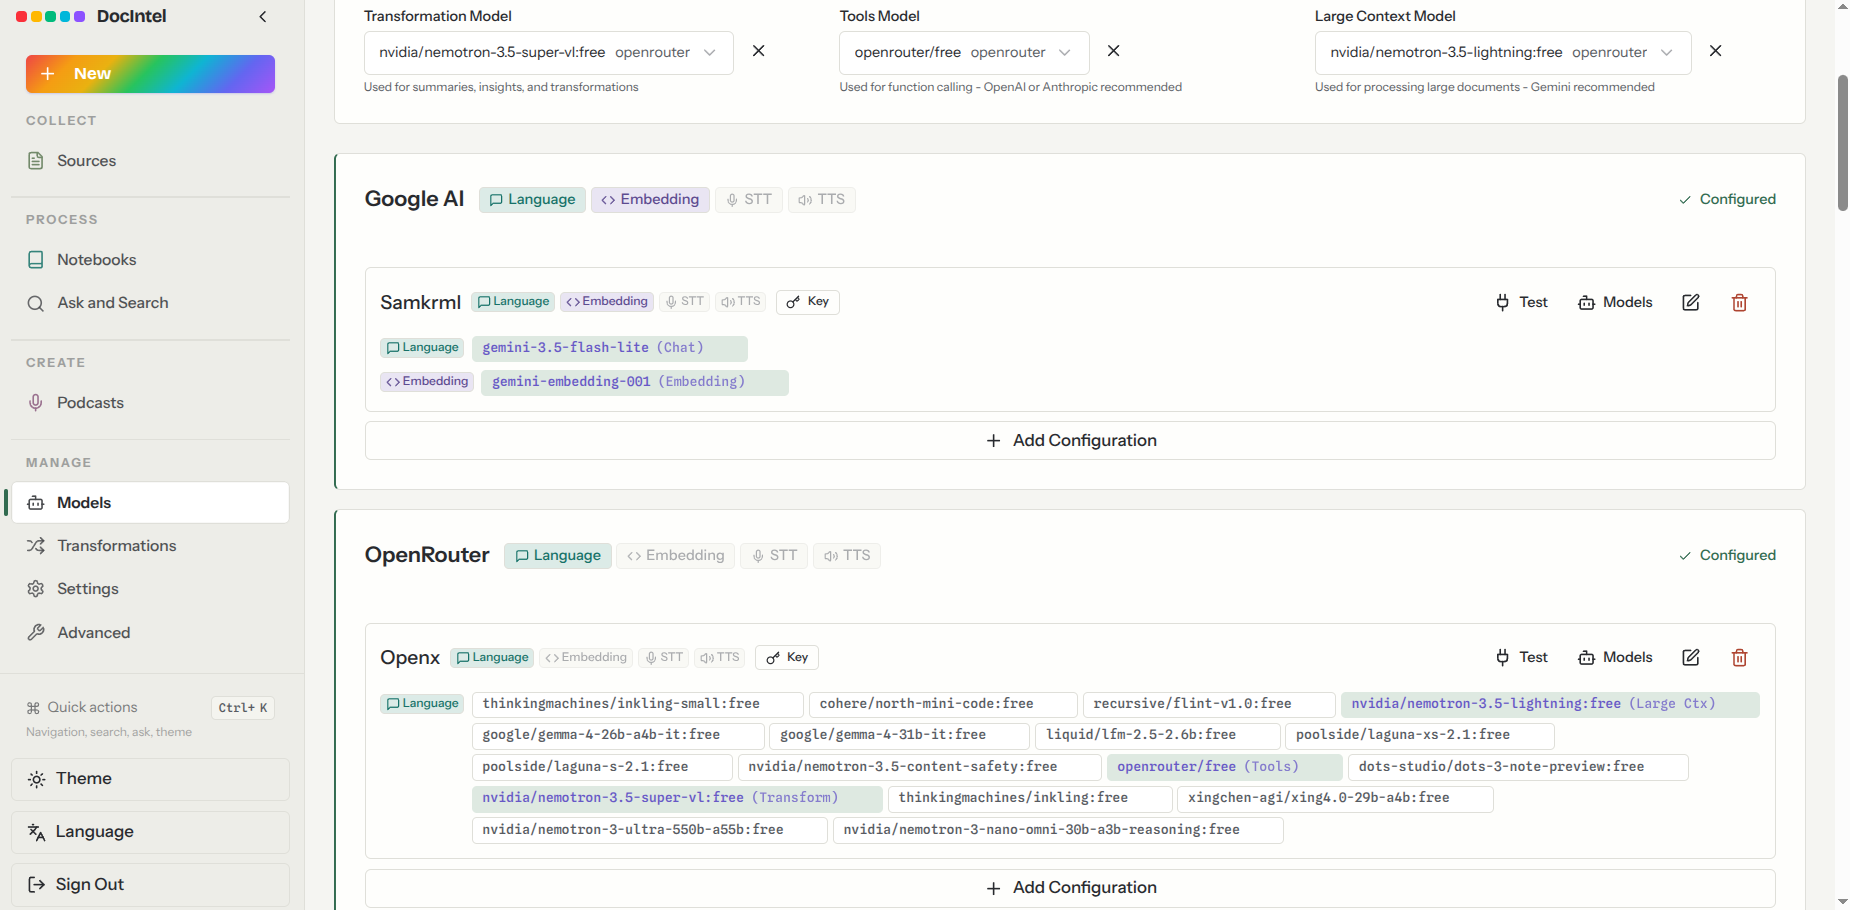 DocIntel
New
COLLECT
Sources
PROCESS
Notebooks
Ask and Search
CREATE
Podcasts
MANAGE
Models
Transformations
Settings
Advanced
Quick actions Ctrl+ K
Navigation, search, ask, theme
Theme
Language
Sign Out
Transformation Model
nvidia/nemotron-3.5-super-vl:free openrouter
Used for summaries, insights, and transformations
Tools Model
openrouter/free openrouter
Used for function calling - OpenAI or Anthropic recommended
Large Context Model
nvidia/nemotron-3.5-lightning:free openrouter
Used for processing large documents - Gemini recommended
Google AI Language Embedding STT TTS Configured
Samkrml Language Embedding STT TTS Key Test Models
Language gemini-3.5-flash-lite (Chat)
Embedding gemini-embedding-001 (Embedding)
Add Configuration
OpenRouter Language Embedding STT TTS Configured
Openx Language Embedding STT TTS Key Test Models
Language thinkingmachines/inkling-small:free cohere/north-mini-code:free recursive/flint-v1.0:free nvidia/nemotron-3.5-lightning:free (Large Ctx)
google/gemma-4-26b-a4b-it:free google/gemma-4-31b-it:free liquid/lfm-2.5-2.6b:free poolside/laguna-xs-2.1:free
poolside/laguna-s-2.1:free nvidia/nemotron-3.5-content-safety:free openrouter/free (Tools) dots-studio/dots-3-note-preview:free
nvidia/nemotron-3.5-super-vl:free (Transform) thinkingmachines/inkling:free xingchen-agi/xing4.0-29b-a4b:free
nvidia/nemotron-3-ultra-550b-a55b:free nvidia/nemotron-3-nano-omni-30b-a3b-reasoning:free
Add Configuration